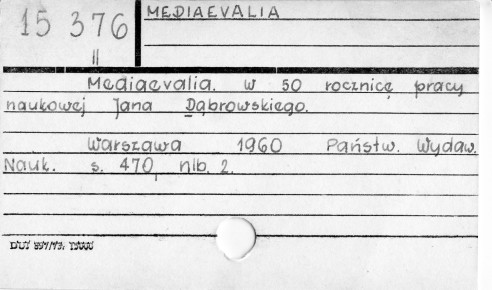 15 376
II
MEDIAEVALIA
Mediaevalia. w 50 rocznicę pracy
naukowej Jana Dąbrowskiego.
Warszawa 1960 Państw. Wydaw.
Nauk. s. 470, nlb. 2.